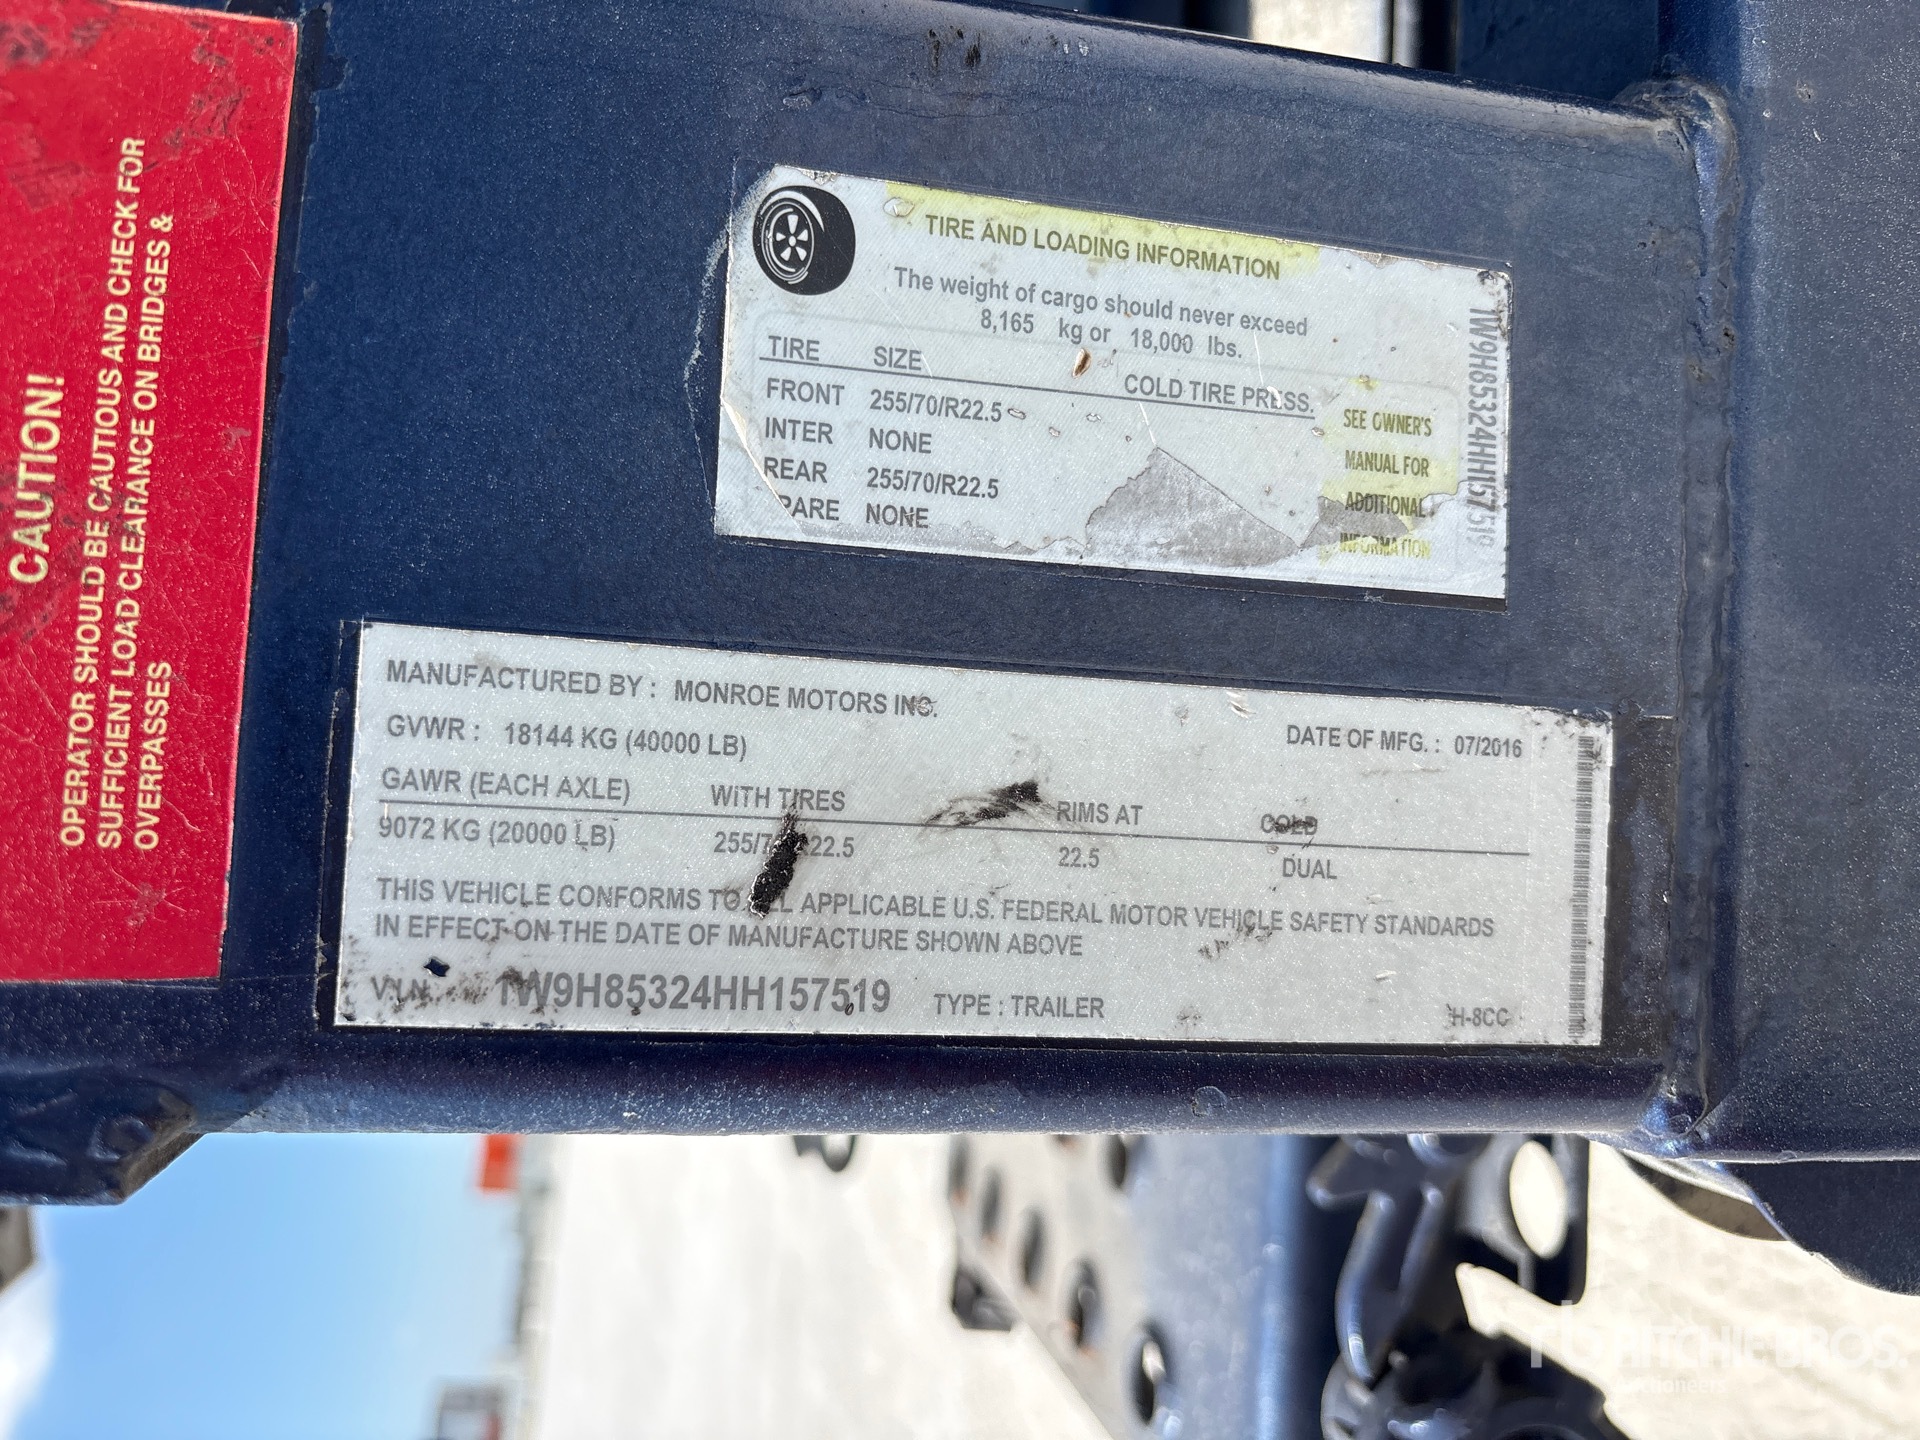 CAUTION!
OPERATOR SHOULD BE CAUTIOUS AND CHECK FOR
SUFFICIENT LOAD CLEARANCE ON BRIDGES &
OVERPASSES
TIRE AND LOADING INFORMATION
The weight of cargo should never exceed
8,165 kg or 18,000 lbs.
TIRE SIZE COLD TIRE PRESS.
FRONT 255/70/R22.5
INTER NONE
REAR 255/70/R22.5
PARE NONE
SEE OWNER'S
MANUAL FOR
ADDITIONAL
INFORMATION
1W9H85324HH157519
MANUFACTURED BY : MONROE MOTORS INC.
GVWR : 18144 KG (40000 LB) DATE OF MFG. : 07/2016
GAWR (EACH AXLE) WITH TIRES RIMS AT COLD
9072 KG (20000 LB) 22.5 DUAL
THIS VEHICLE CONFORMS TO APPLICABLE U.S. FEDERAL MOTOR VEHICLE SAFETY STANDARDS
IN EFFECT ON THE DATE OF MANUFACTURE SHOWN ABOVE
VIN 1W9H85324HH157519 TYPE : TRAILER H-8CC
rb RITCHIE BROS.
Auctioneers